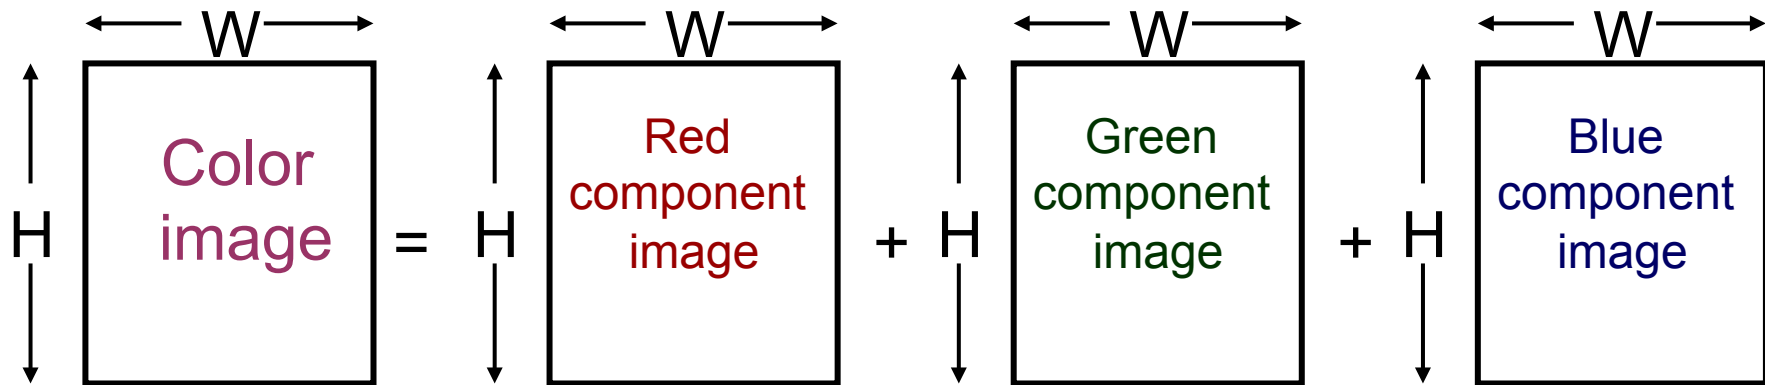 W W W W
Color image
H = H
Red component image
+ H
Green component image
+ H
Blue component image